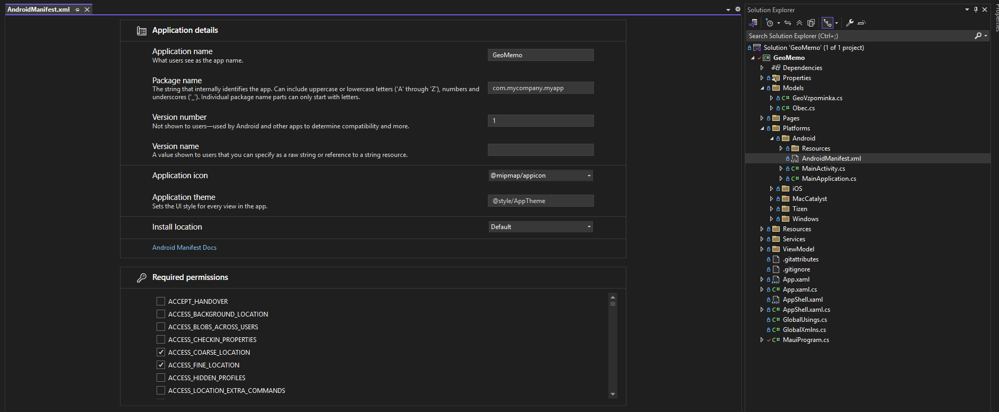 AndroidManifest.xml
Application details
Application name
What users see as the app name.
GeoMemo
Package name
The string that internally identifies the app. Can include uppercase or lowercase letters ('A' through 'Z'), numbers and
underscores ('_'). Individual package name parts can only start with letters.
com.mycompany.myapp
Version number
Not shown to users—used by Android and other apps to determine compatibility and more.
1
Version name
A value shown to users that you can specify as a raw string or reference to a string resource.
Application icon
@mipmap/appicon
Application theme
Sets the UI style for every view in the app.
@style/AppTheme
Install location
Default
Android Manifest Docs
Required permissions
ACCEPT_HANDOVER
ACCESS_BACKGROUND_LOCATION
ACCESS_BLOBS_ACROSS_USERS
ACCESS_CHECKIN_PROPERTIES
ACCESS_COARSE_LOCATION
ACCESS_FINE_LOCATION
ACCESS_HIDDEN_PROFILES
ACCESS_LOCATION_EXTRA_COMMANDS
Solution Explorer
Search Solution Explorer (Ctrl+;)
Solution 'GeoMemo' (1 of 1 project)
C# GeoMemo
Dependencies
Properties
Models
C# GeoVzpominka.cs
C# Obec.cs
Pages
Platforms
Android
Resources
AndroidManifest.xml
C# MainActivity.cs
C# MainApplication.cs
iOS
MacCatalyst
Tizen
Windows
Resources
Services
ViewModel
.gitattributes
.gitignore
App.xaml
C# App.xaml.cs
AppShell.xaml
C# AppShell.xaml.cs
C# GlobalUsings.cs
C# GlobalXmlns.cs
C# MauiProgram.cs
Properties